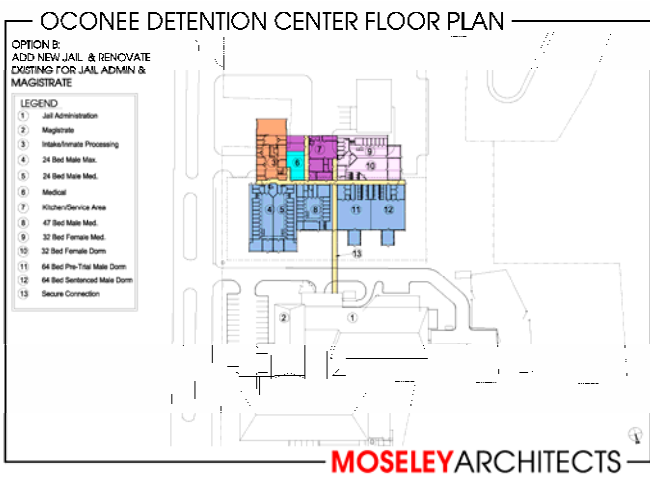 OCONEE DETENTION CENTER FLOOR PLAN
OPTION B:
ADD NEW JAIL & RENOVATE
EXISTING FOR JAIL ADMIN &
MAGISTRATE
LEGEND
1 Jail Administration
2 Magistrate
3 Intake/Inmate Processing
4 24 Bed Male Max.
5 24 Bed Male Med.
6 Medical
7 Kitchen/Service Area
8 47 Bed Male Med.
9 32 Bed Female Med.
10 32 Bed Female Dorm
11 64 Bed Pre-Trial Male Dorm
12 64 Bed Sentenced Male Dorm
13 Secure Connection
3 6 7 9
10
4 5 8 11 12
13
2 1
MOSELEYARCHITECTS